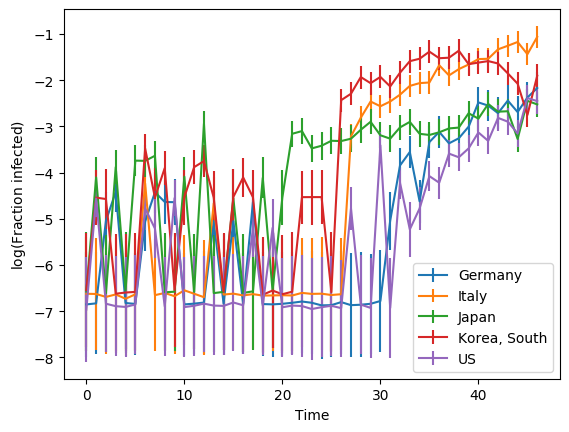 −1
−2
−3
−4
−5
−6
−7
−8
log(Fraction infected)
0
10
20
30
40
Time
Germany
Italy
Japan
Korea, South
US